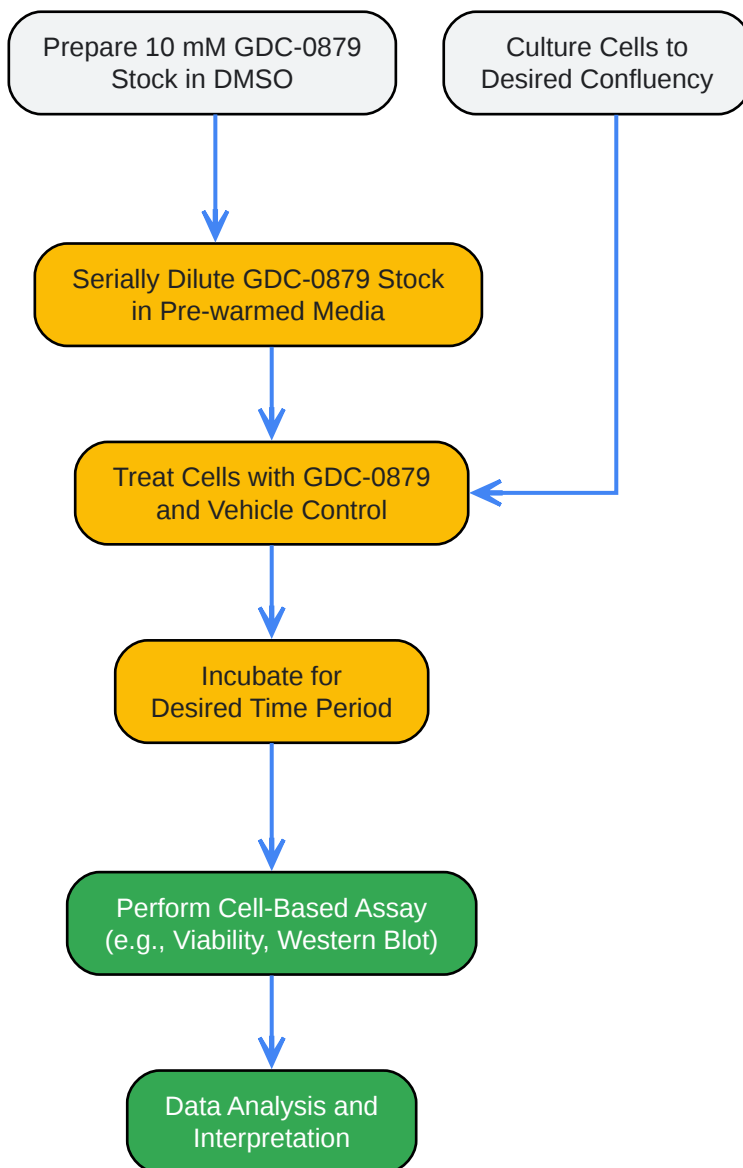 Prepare 10 mM GDC-0879
Stock in DMSO
Culture Cells to
Desired Confluency
Serially Dilute GDC-0879 Stock
in Pre-warmed Media
Treat Cells with GDC-0879
and Vehicle Control
Incubate for
Desired Time Period
Perform Cell-Based Assay
(e.g., Viability, Western Blot)
Data Analysis and
Interpretation